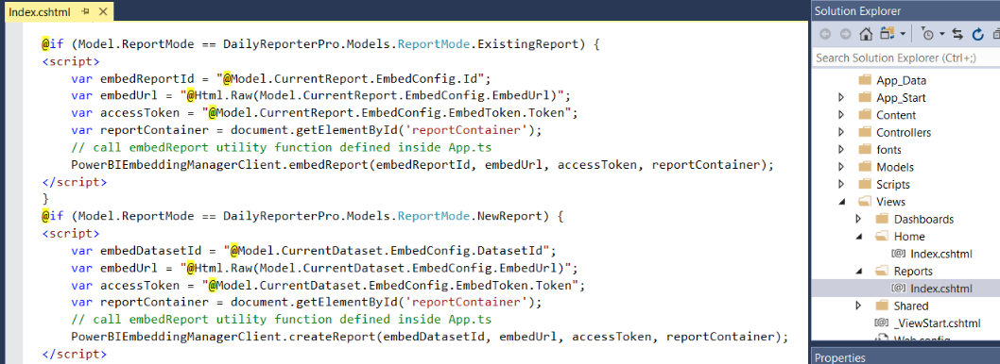 Index.cshtml
@if (Model.ReportMode == DailyReporterPro.Models.ReportMode.ExistingReport) {
<script>
var embedReportId = "@Model.CurrentReport.EmbedConfig.Id";
var embedUrl = "@Html.Raw(Model.CurrentReport.EmbedConfig.EmbedUrl)";
var accessToken = "@Model.CurrentReport.EmbedConfig.EmbedToken.Token";
var reportContainer = document.getElementById('reportContainer');
// call embedReport utility function defined inside App.ts
PowerBIEmbeddingManagerClient.embedReport(embedReportId, embedUrl, accessToken, reportContainer);
</script>
}
@if (Model.ReportMode == DailyReporterPro.Models.ReportMode.NewReport) {
<script>
var embedDatasetId = "@Model.CurrentDataset.EmbedConfig.DatasetId";
var embedUrl = "@Html.Raw(Model.CurrentDataset.EmbedConfig.EmbedUrl)";
var accessToken = "@Model.CurrentDataset.EmbedConfig.EmbedToken.Token";
var reportContainer = document.getElementById('reportContainer');
// call embedReport utility function defined inside App.ts
PowerBIEmbeddingManagerClient.createReport(embedDatasetId, embedUrl, accessToken, reportContainer);
</script>
Solution Explorer
Search Solution Explorer (Ctrl+;)
App_Data
App_Start
Content
Controllers
fonts
Models
Scripts
Views
Dashboards
Home
[@] Index.cshtml
Reports
[@] Index.cshtml
Shared
[@] _ViewStart.cshtml
Web.config
Properties